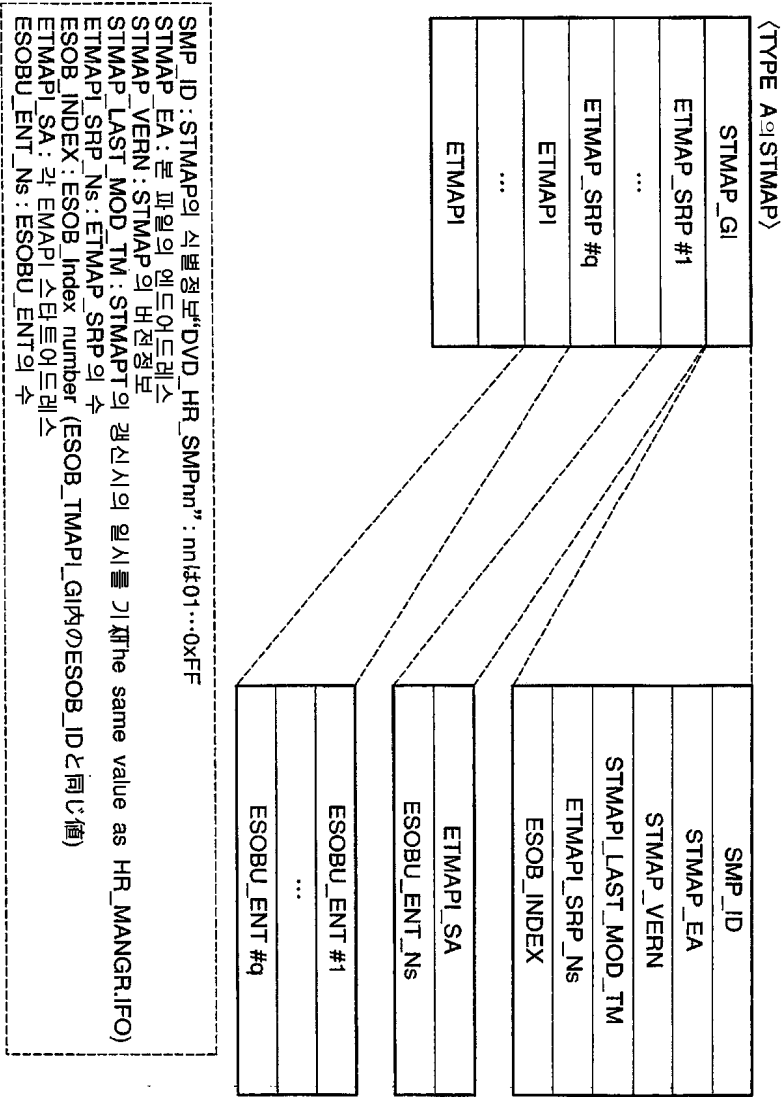 〈TYPE A의 STMAP〉
STMAP_GI
ETMAP_SRP #1
...
ETMAP_SRP #q
ETMAPI
...
ETMAPI
SMP_ID
STMAP_EA
STMAP_VERN
STMAPI_LAST_MOD_TM
ETMAPI_SRP_Ns
ESOB_INDEX
ETMAPI_SA
ESOBU_ENT_Ns
ESOBU_ENT #1
...
ESOBU_ENT #q
SMP_ID : STMAP의 식별정보“DVD_HR_SMPnn” : nnは01…0xFF
STMAP_EA : 본 파일의 엔드어드레스
STMAP_VERN : STMAP의 버전정보
STMAP_LAST_MOD_TM : STMAPT의 갱신시의 일시를 기재he same value as HR_MANGR.IFO)
ETMAPI_SRP_Ns : ETMAP_SRP의 수
ESOB_INDEX : ESOB_Index number (ESOB_TMAPI_GI内のESOB_IDと同じ値)
ETMAPI_SA : 각 EMAPI 스타트어드레스
ESOBU_ENT_Ns : ESOBU_ENT의 수